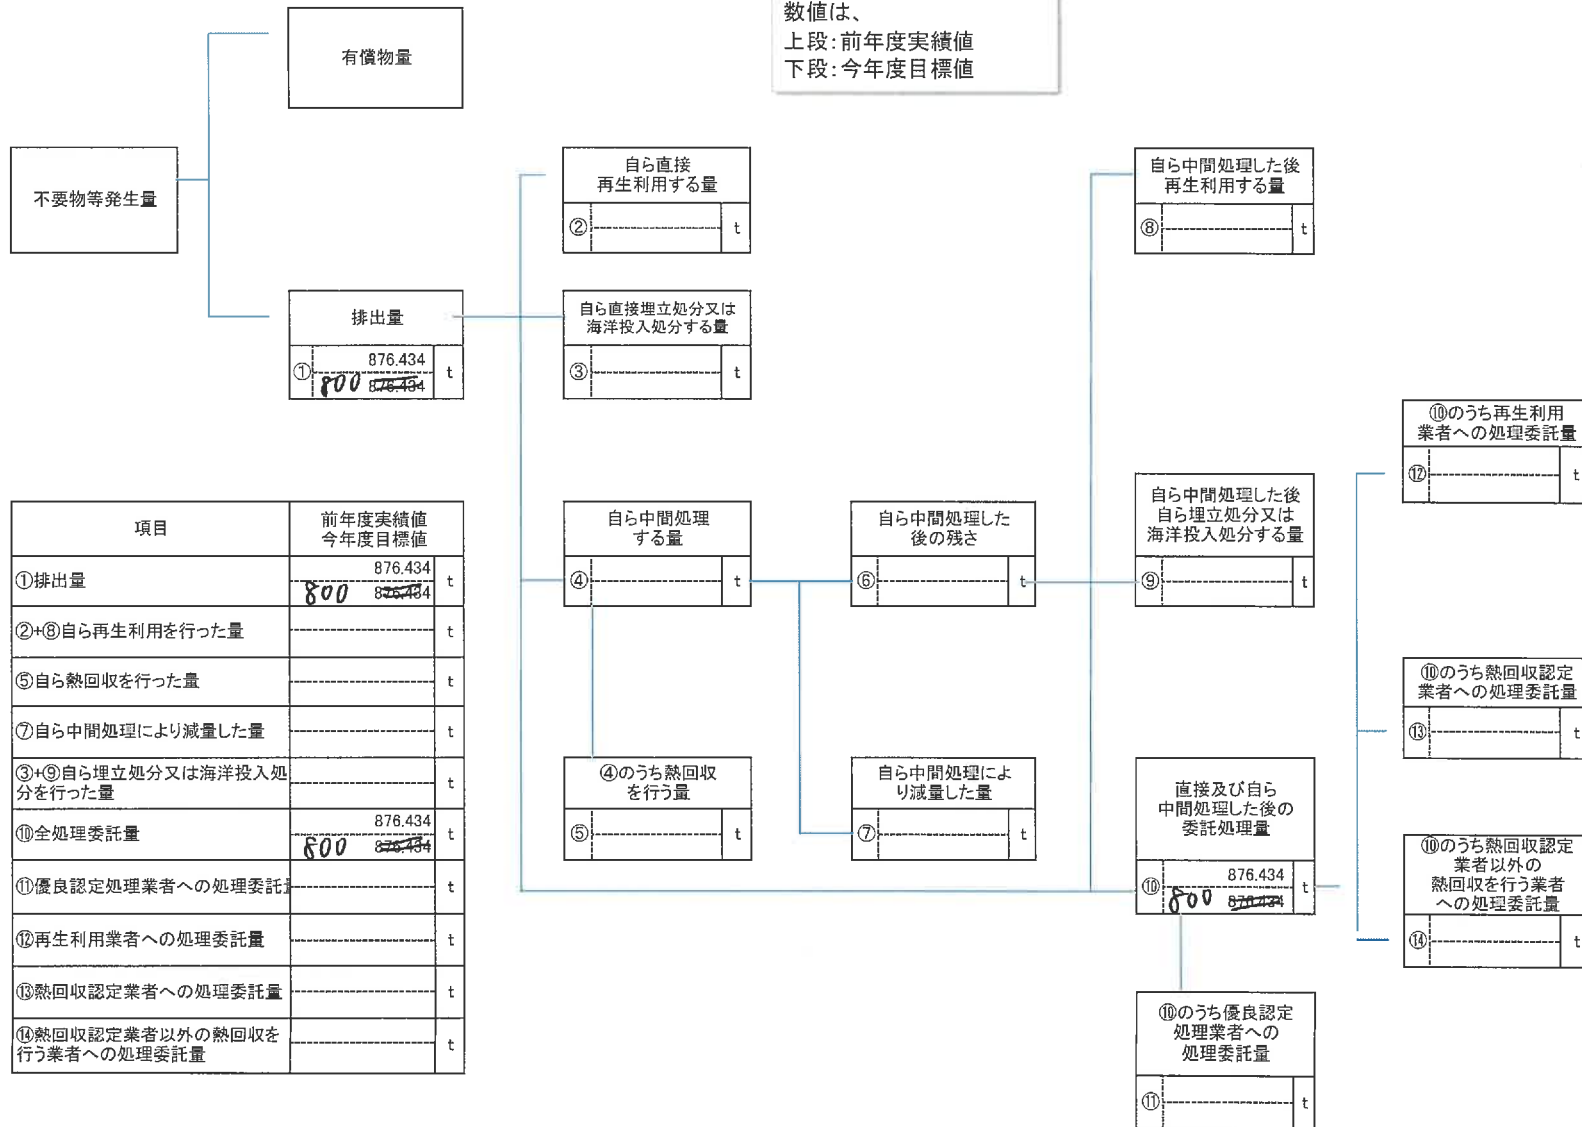 数値は、
上段:前年度実績値
下段:今年度目標値
有償物量
不要物等発生量
排出量
① 876.434 t
800 876.434
自ら直接
再生利用する量
② t
自ら直接埋立処分又は
海洋投入処分する量
③ t
自ら中間処理した後
再生利用する量
⑧ t
自ら中間処理
する量
④ t
自ら中間処理した
後の残さ
⑥ t
自ら中間処理した後
自ら埋立処分又は
海洋投入処分する量
⑨ t
④のうち熱回収
を行う量
⑤ t
自ら中間処理によ
り減量した量
⑦ t
直接及び自ら
中間処理した後の
委託処理量
⑩ 876.434 t
800 876.434
⑩のうち優良認定
処理業者への
処理委託量
⑪ t
⑩のうち再生利用
業者への処理委託量
⑫ t
⑩のうち熱回収認定
業者への処理委託量
⑬ t
⑩のうち熱回収認定
業者以外の
熱回収を行う業者
への処理委託量
⑭ t
項目 前年度実績値
今年度目標値
①排出量 876.434 t
800 876.434
②+⑧自ら再生利用を行った量 t
⑤自ら熱回収を行った量 t
⑦自ら中間処理により減量した量 t
③+⑨自ら埋立処分又は海洋投入処
分を行った量 t
⑩全処理委託量 876.434 t
800 876.434
⑪優良認定処理業者への処理委託 t
⑫再生利用業者への処理委託量 t
⑬熱回収認定業者への処理委託量 t
⑭熱回収認定業者以外の熱回収を
行う業者への処理委託量 t